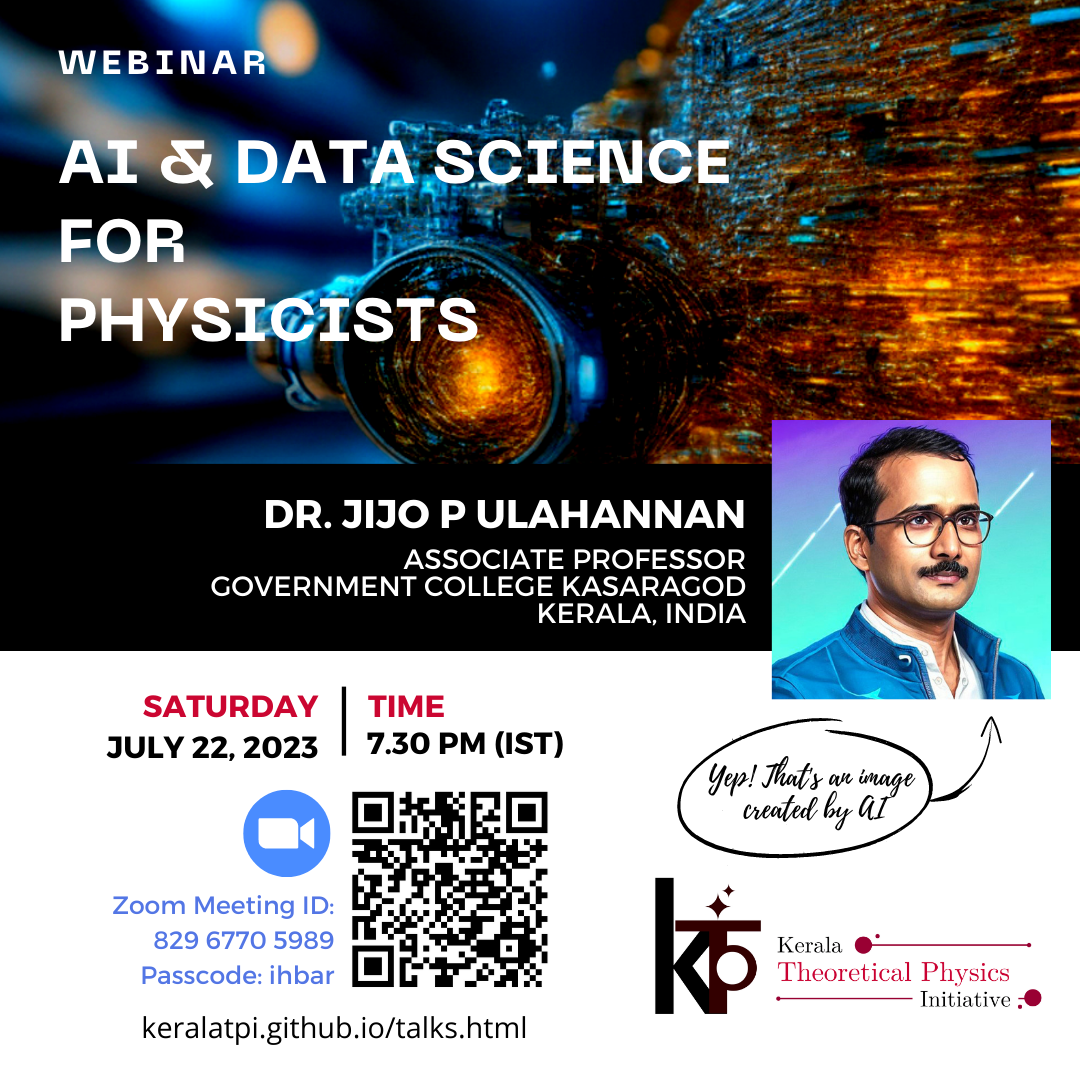 WEBINAR
AI & DATA SCIENCE
FOR
PHYSICISTS
DR. JIJO P ULAHANNAN
ASSOCIATE PROFESSOR
GOVERNMENT COLLEGE KASARAGOD
KERALA, INDIA
SATURDAY
JULY 22, 2023
TIME
7.30 PM (IST)
Yep! That's an image
created by AI
Zoom Meeting ID:
829 6770 5989
Passcode: ihbar
keralatpi.github.io/talks.html
kTp
Kerala
Theoretical Physics
Initiative